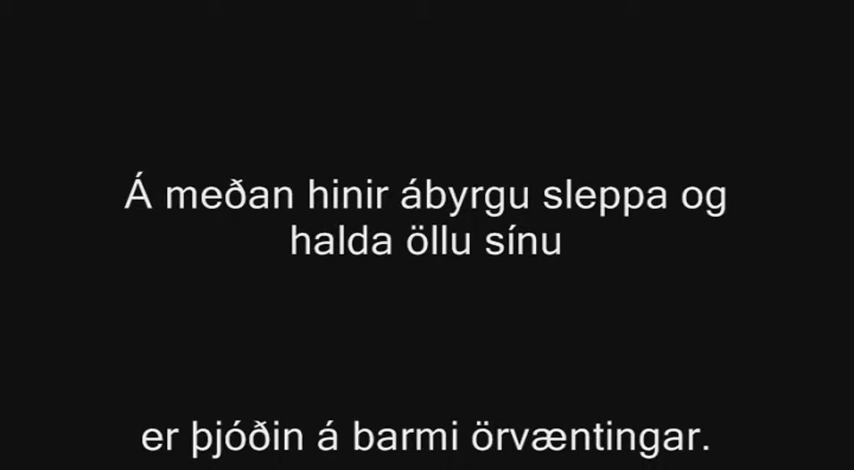 Á meðan hinir ábyrgu sleppa og
halda öllu sínu
er þjóðin á barmi örvæntingar.